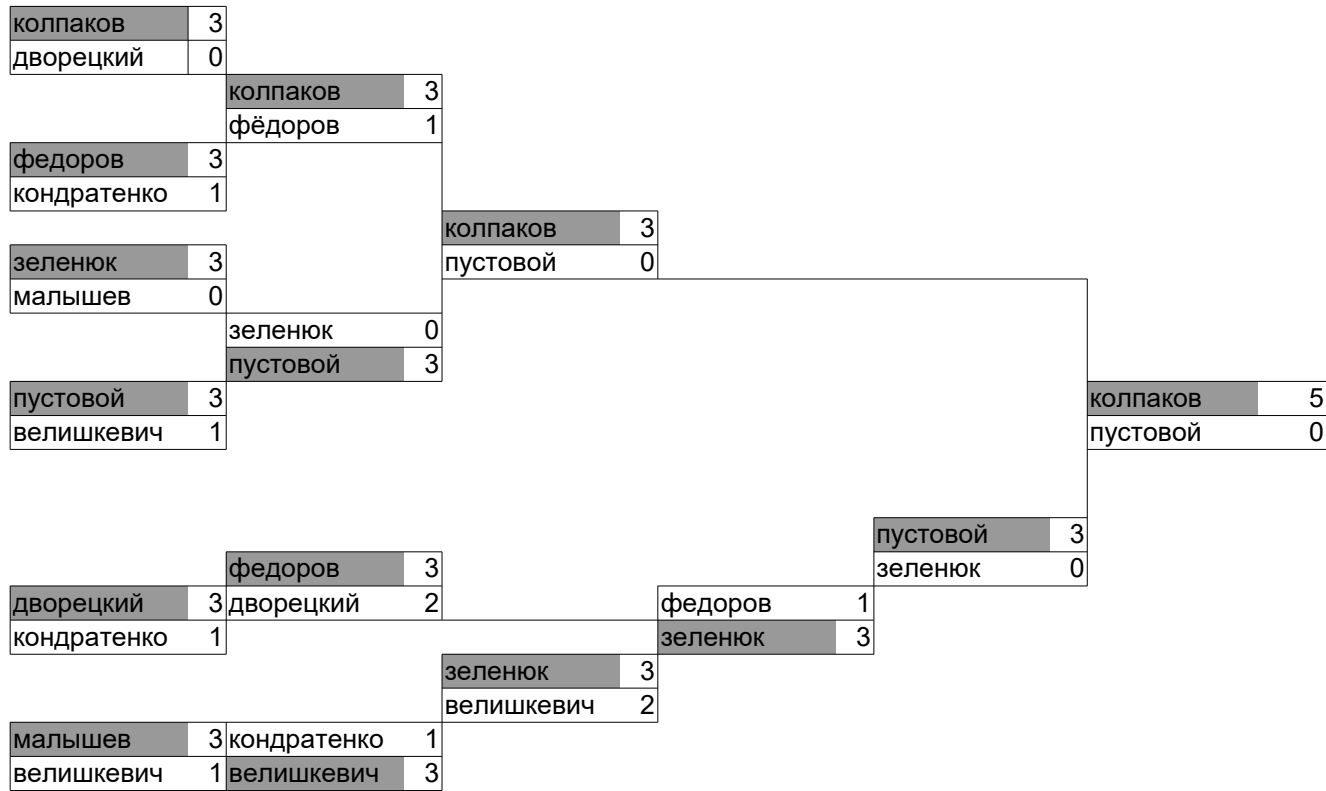 колпаков 3
дворецкий 0
колпаков 3
фёдоров 1
федоров 3
кондратенко 1
колпаков 3
пустовой 0
зеленюк 3
малышев 0
зеленюк 0
пустовой 3
пустовой 3
велишкевич 1
колпаков 5
пустовой 0
пустовой 3
зеленюк 0
федоров 3
дворецкий 2
дворецкий 3
кондратенко 1
федоров 1
зеленюк 3
зеленюк 3
велишкевич 2
малышев 3
велишкевич 1
кондратенко 1
велишкевич 3